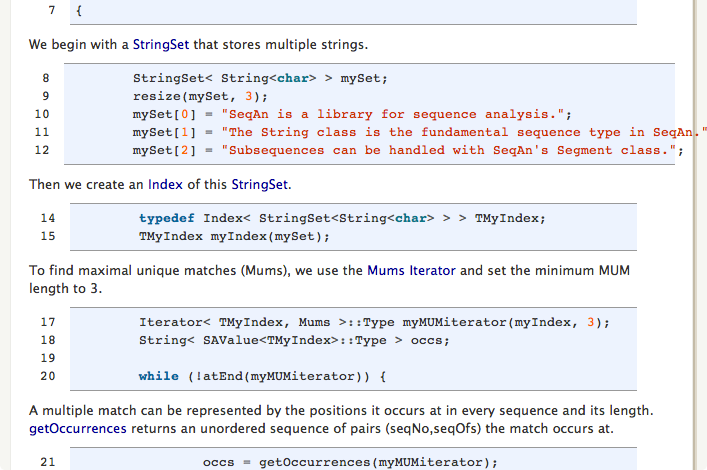 7 {
We begin with a StringSet that stores multiple strings.
8 StringSet< String<char> > mySet;
9 resize(mySet, 3);
10 mySet[0] = "SeqAn is a library for sequence analysis.";
11 mySet[1] = "The String class is the fundamental sequence type in SeqAn."
12 mySet[2] = "Subsequences can be handled with SeqAn's Segment class.";
Then we create an Index of this StringSet.
14 typedef Index< StringSet<String<char> > > TMyIndex;
15 TMyIndex myIndex(mySet);
To find maximal unique matches (Mums), we use the Mums Iterator and set the minimum MUM
length to 3.
17 Iterator< TMyIndex, Mums >::Type myMUMiterator(myIndex, 3);
18 String< SAValue<TMyIndex>::Type > occs;
19
20 while (!atEnd(myMUMiterator)) {
A multiple match can be represented by the positions it occurs at in every sequence and its length.
getOccurrences returns an unordered sequence of pairs (seqNo,seqOfs) the match occurs at.
21 occs = getOccurrences(myMUMiterator);